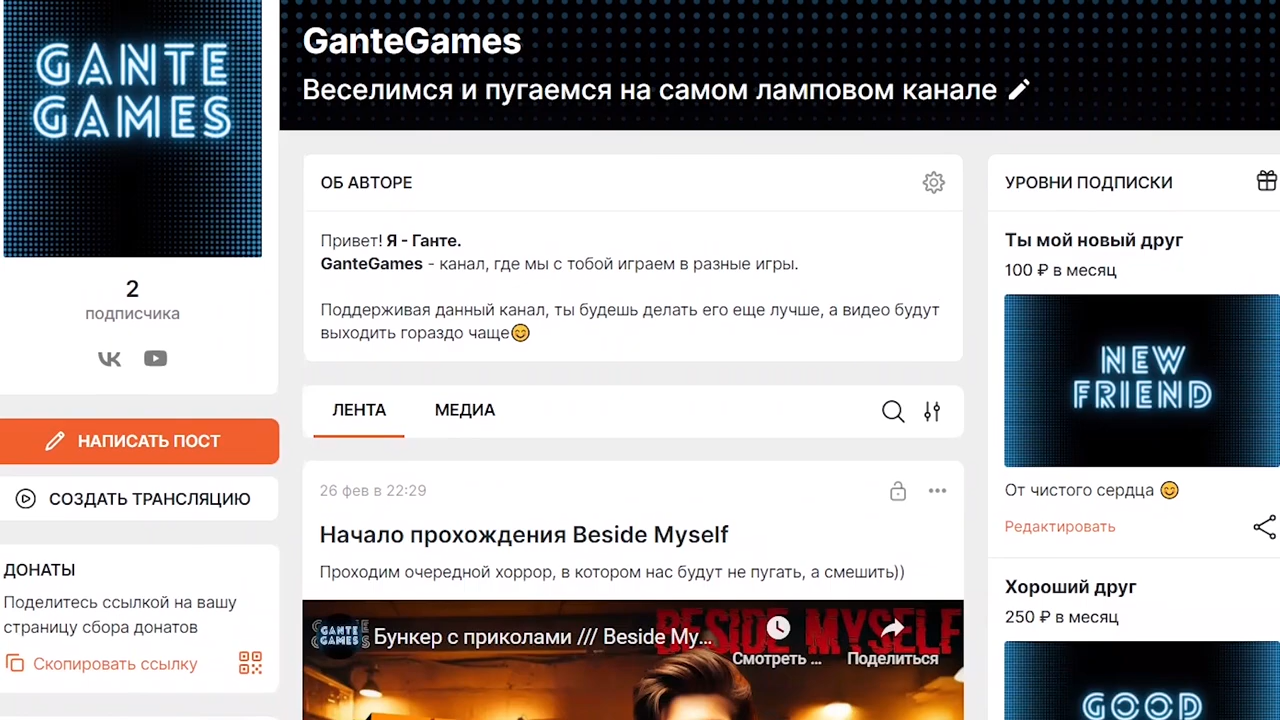 GANTE
GAMES
GanteGames
Веселимся и пугаемся на самом ламповом канале
2
подписчика
НАПИСАТЬ ПОСТ
СОЗДАТЬ ТРАНСЛЯЦИЮ
ДОНАТЫ
Поделитесь ссылкой на вашу
страницу сбора донатов
Скопировать ссылку
ОБ АВТОРЕ
Привет! Я - Ганте.
GanteGames - канал, где мы с тобой играем в разные игры.
Поддерживая данный канал, ты будешь делать его еще лучше, а видео будут
выходить гораздо чаще😊
ЛЕНТА
МЕДИА
26 фев в 22:29
Начало прохождения Beside Myself
Проходим очередной хоррор, в котором нас будут не пугать, а смешить))
GANTE
GAMES
Бункер с приколами /// Beside My...
BESIDE MYSELF
Смотреть ...
Поделиться
УРОВНИ ПОДПИСКИ
Ты мой новый друг
100 ₽ в месяц
NEW
FRIEND
От чистого сердца 😊
Редактировать
Хороший друг
250 ₽ в месяц
GOOD